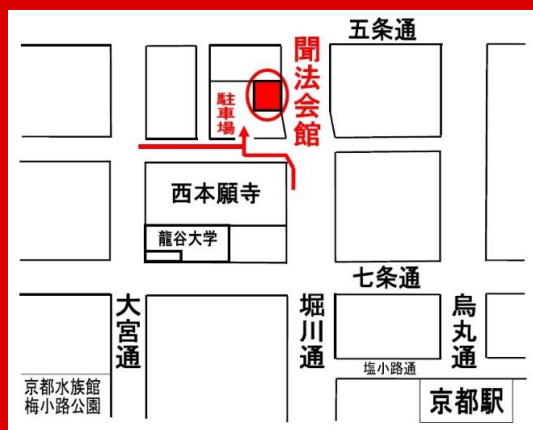 五条通
聞法会館
駐車場
西本願寺
龍谷大学
七条通
大宮通
堀川通
烏丸通
塩小路通
京都水族館
梅小路公園
京都駅